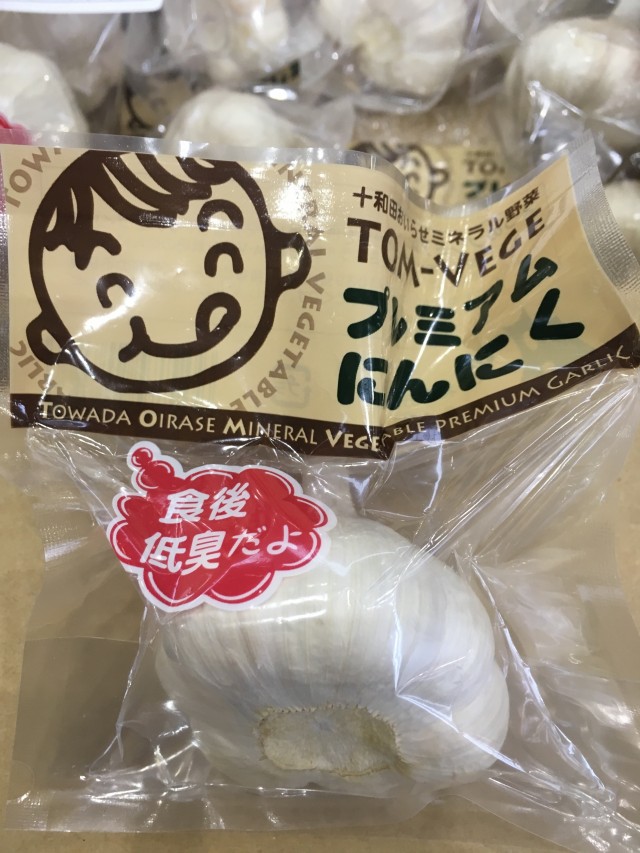 十和田おいらせミネラル野菜
TOM-VEGE
プレミアム
にんにく
TOWADA OIRASE MINERAL VEGETABLE PREMIUM GARLIC
食後
低臭だよ